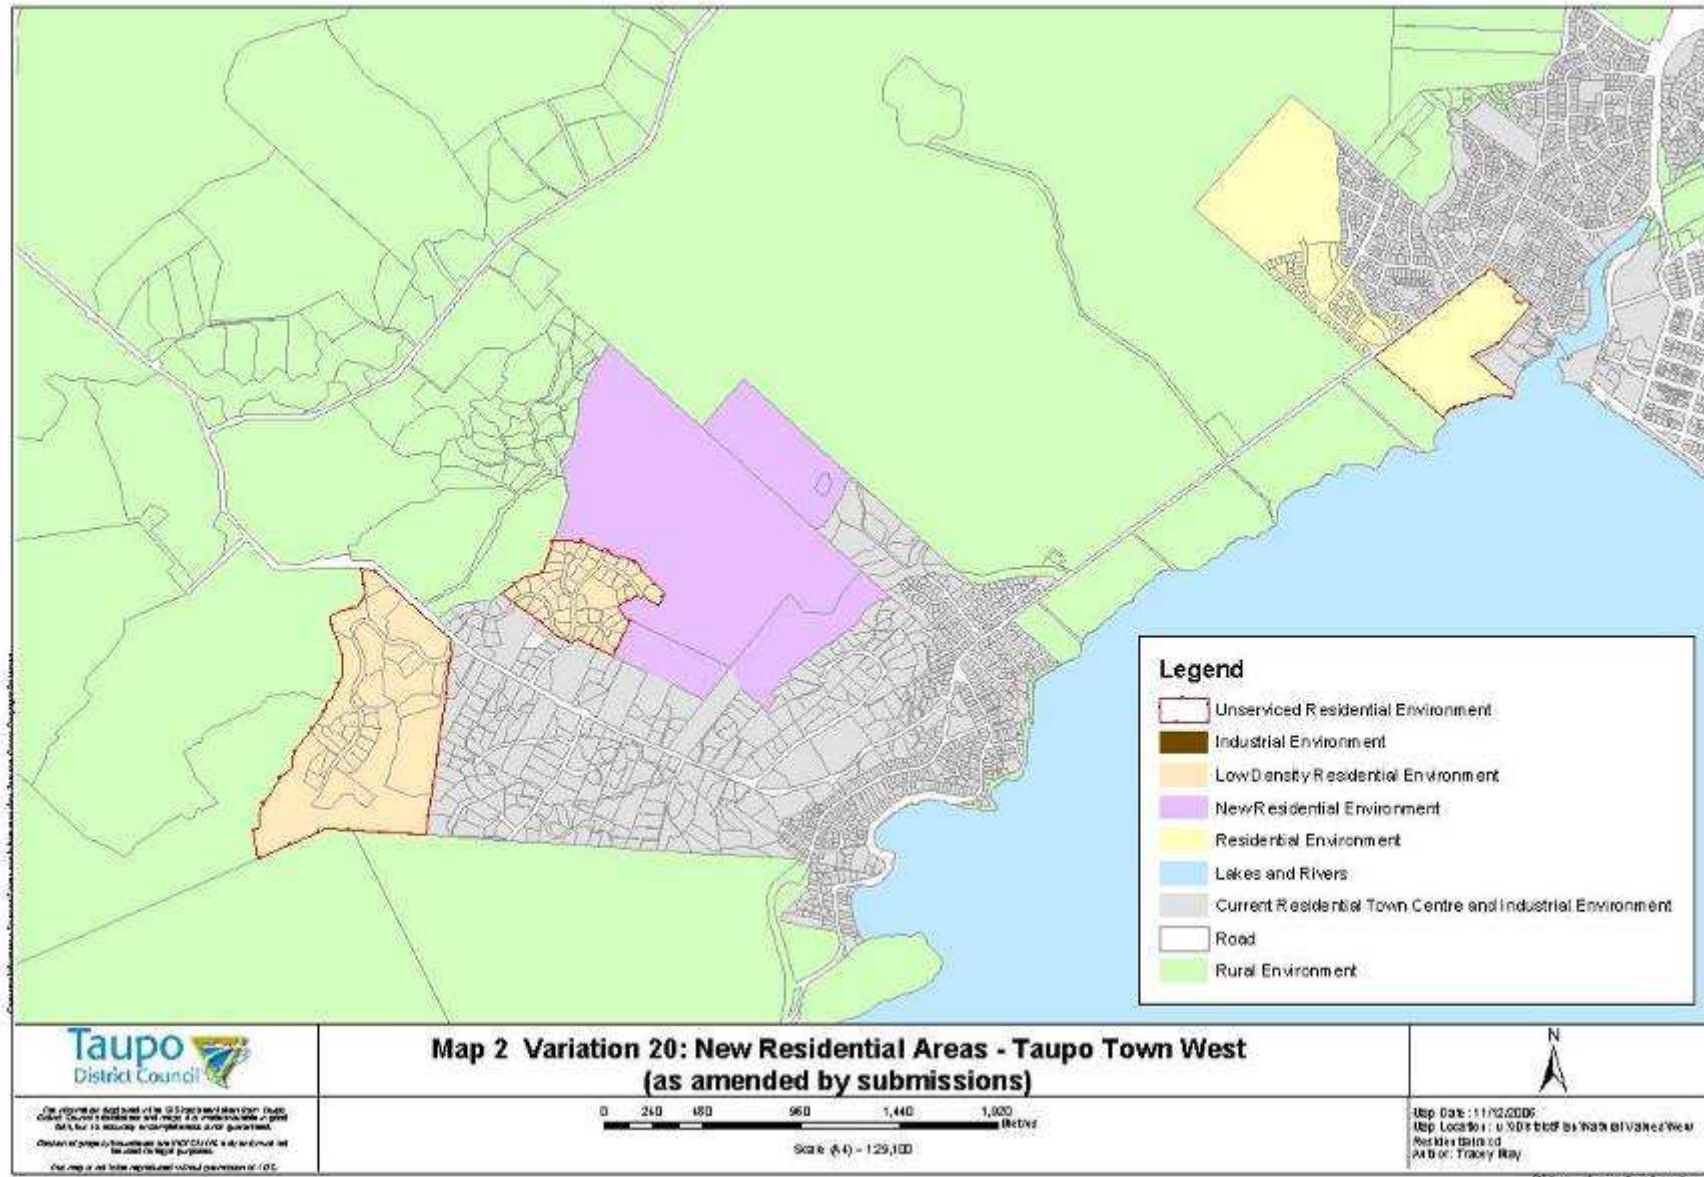 Legend
Unserviced Residential Environment
Industrial Environment
Low Density Residential Environment
New Residential Environment
Residential Environment
Lakes and Rivers
Current Residential Town Centre and Industrial Environment
Road
Rural Environment
Taupo
District Council
Map 2 Variation 20: New Residential Areas - Taupo Town West
(as amended by submissions)
0 240 480 960 1,440 1,920
Metres
Scale (A4) - 1:29,100
N
Map Date: 11/12/2006
Map Location:
Author: Tracey May